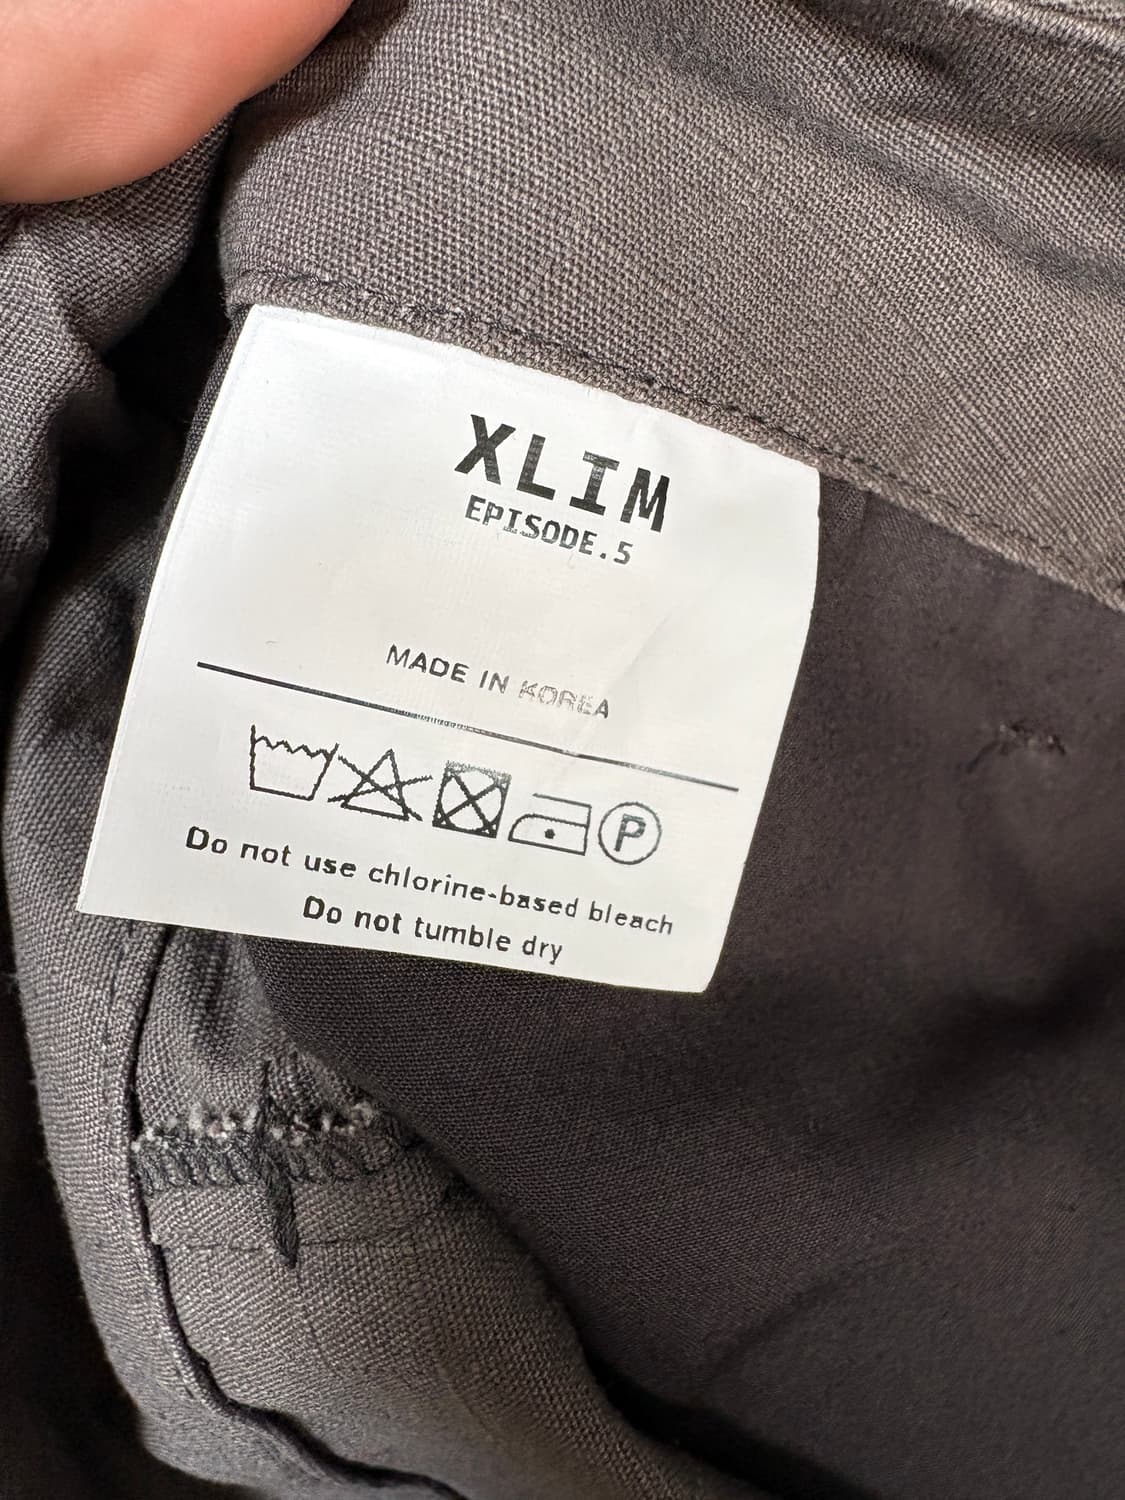 XLIM
EPISODE.5
MADE IN KOREA
P
Do not use chlorine-based bleach
Do not tumble dry